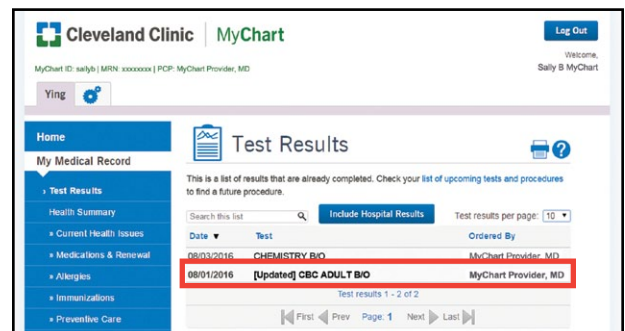 Cleveland Clinic MyChart
Log Out
Welcome,
Sally B MyChart
MyChart ID: sallyb | MRN: xxxxxxxx | PCP: MyChart Provider, MD
Ying
Home
My Medical Record
› Test Results
Health Summary
» Current Health Issues
» Medications & Renewal
» Allergies
» Immunizations
» Preventive Care
Test Results
This is a list of results that are already completed. Check your list of upcoming tests and procedures
to find a future procedure.
Search this list
Include Hospital Results
Test results per page: 10
Date Test Ordered By
08/03/2016 CHEMISTRY B/O MyChart Provider, MD
08/01/2016 [Updated] CBC ADULT B/O MyChart Provider, MD
Test results 1 - 2 of 2
First Prev Page: 1 Next Last